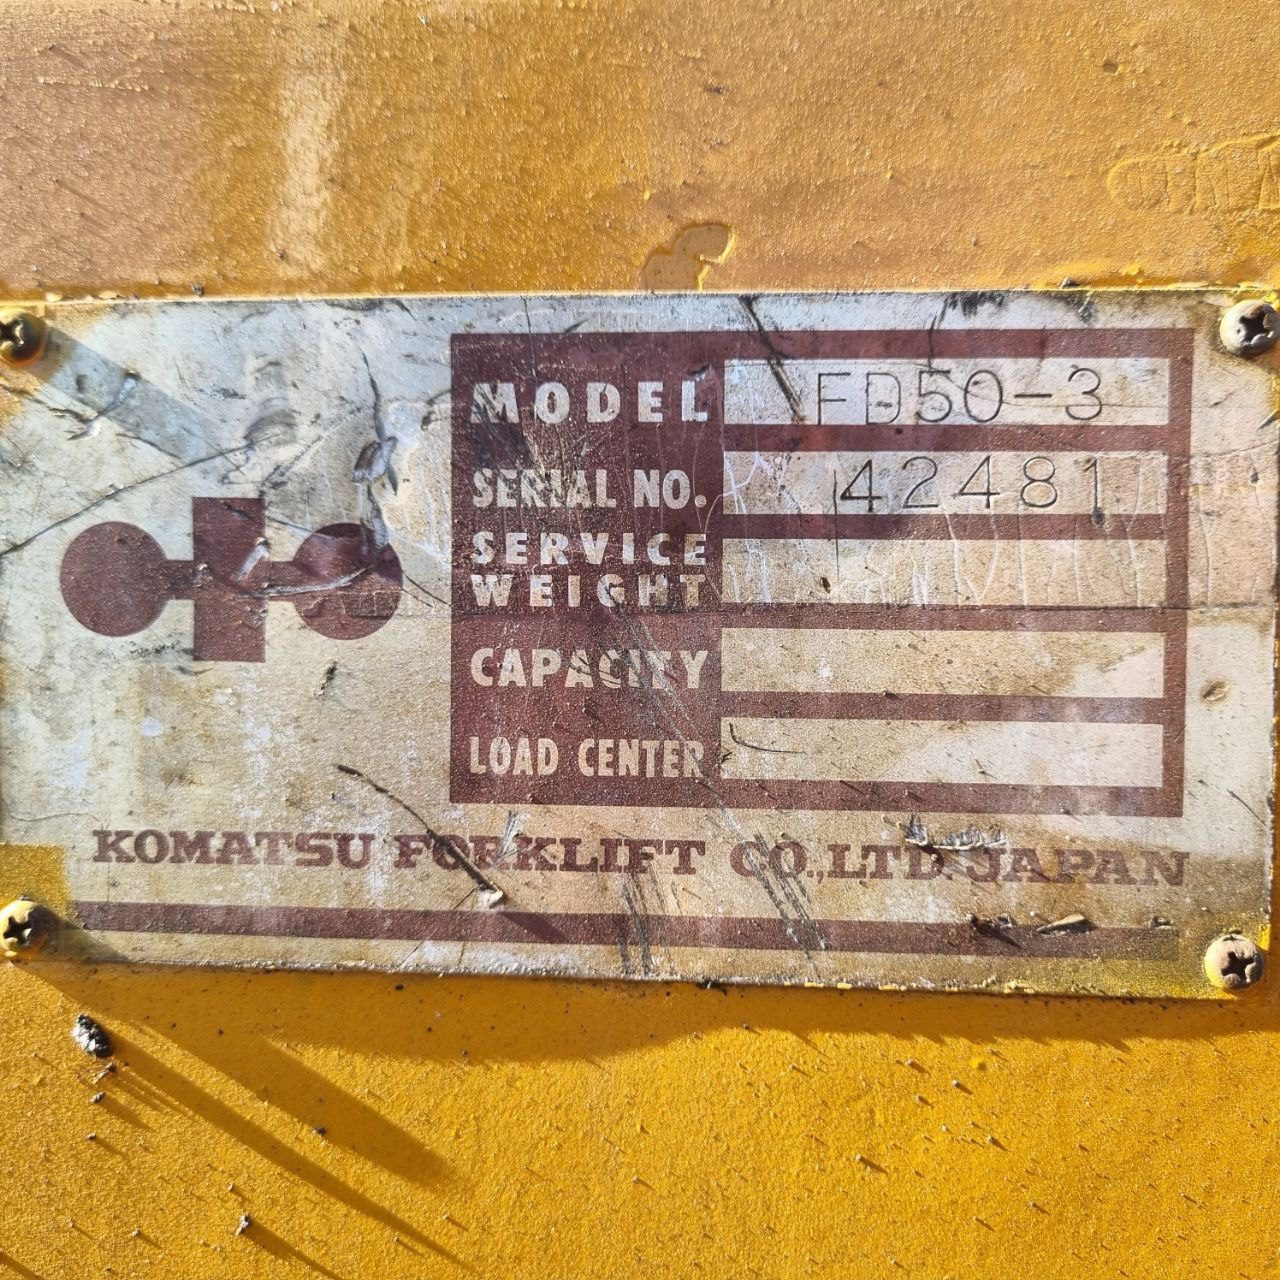 MODEL FD50-3
SERIAL NO. 42481
SERVICE
WEIGHT
CAPACITY
LOAD CENTER
KOMATSU FORKLIFT CO.,LTD. JAPAN